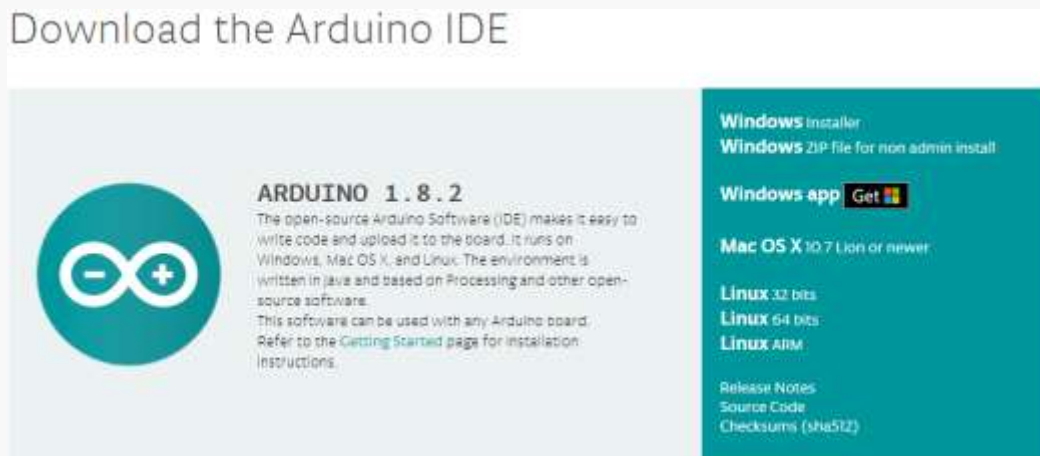 Download the Arduino IDE
ARDUINO 1.8.2
The open-source Arduino Software (IDE) makes it easy to
write code and upload it to the board. It runs on
Windows, Mac OS X, and Linux. The environment is
written in Java and based on Processing and other open-
source software.
This software can be used with any Arduino board.
Refer to the Getting Started page for Installation
instructions.
Windows Installer
Windows ZIP file for non admin install
Windows app Get
Mac OS X 10.7 Lion or newer
Linux 32 bits
Linux 64 bits
Linux ARM
Release Notes
Source Code
Checksums (sha512)